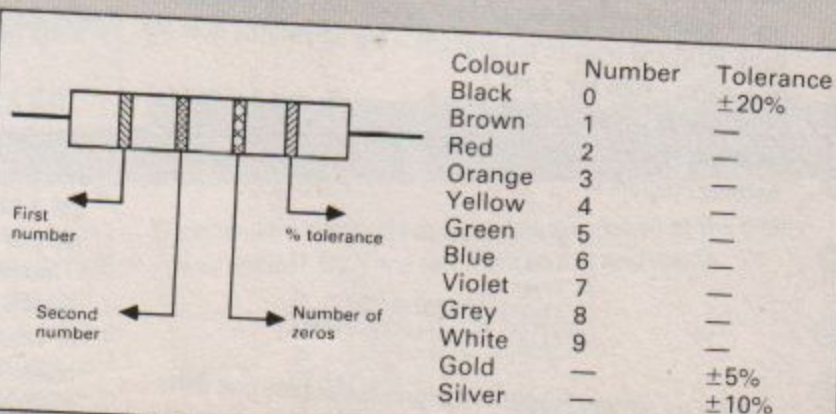 First
number
Second
number
% tolerance
Number of
zeros
Colour Number Tolerance
Black 0 ±20%
Brown 1 —
Red 2 —
Orange 3 —
Yellow 4 —
Green 5 —
Blue 6 —
Violet 7 —
Grey 8 —
White 9 —
Gold — ±5%
Silver — ±10%